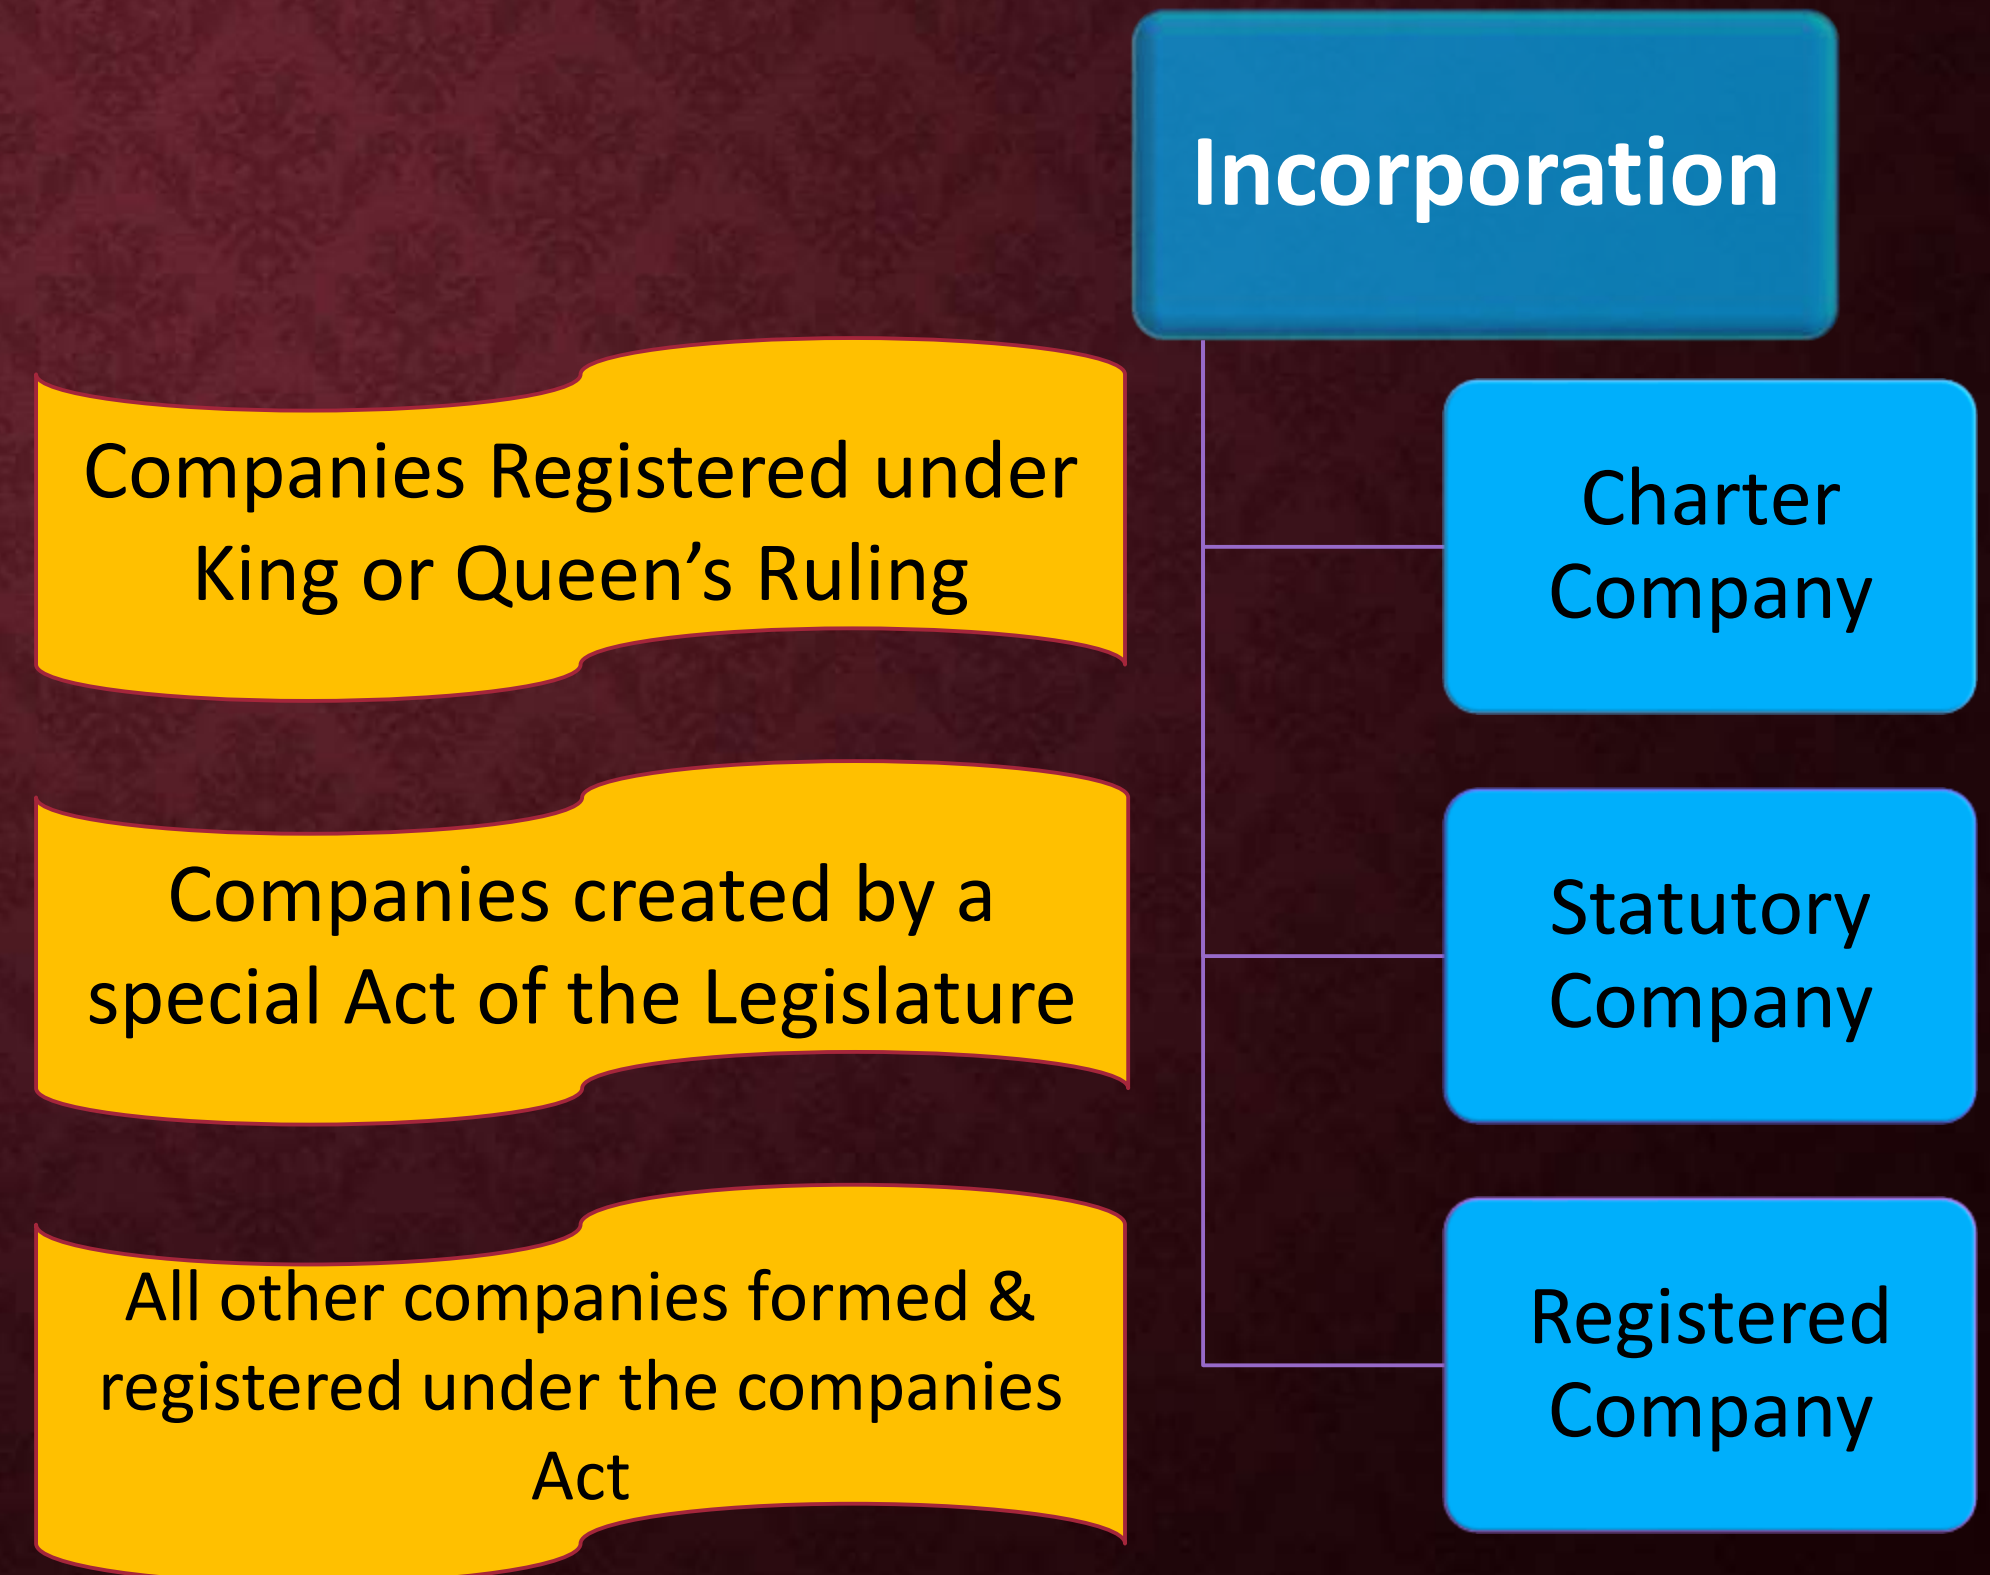 Incorporation
Companies Registered under
King or Queen’s Ruling
Charter
Company
Companies created by a
special Act of the Legislature
Statutory
Company
All other companies formed &
registered under the companies
Act
Registered
Company